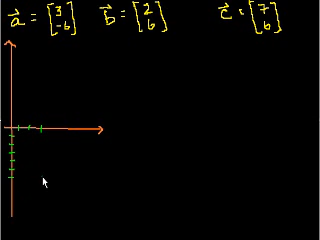 a⃗ = [3 -6] b⃗ = [2 6] c⃗ = [7 6]